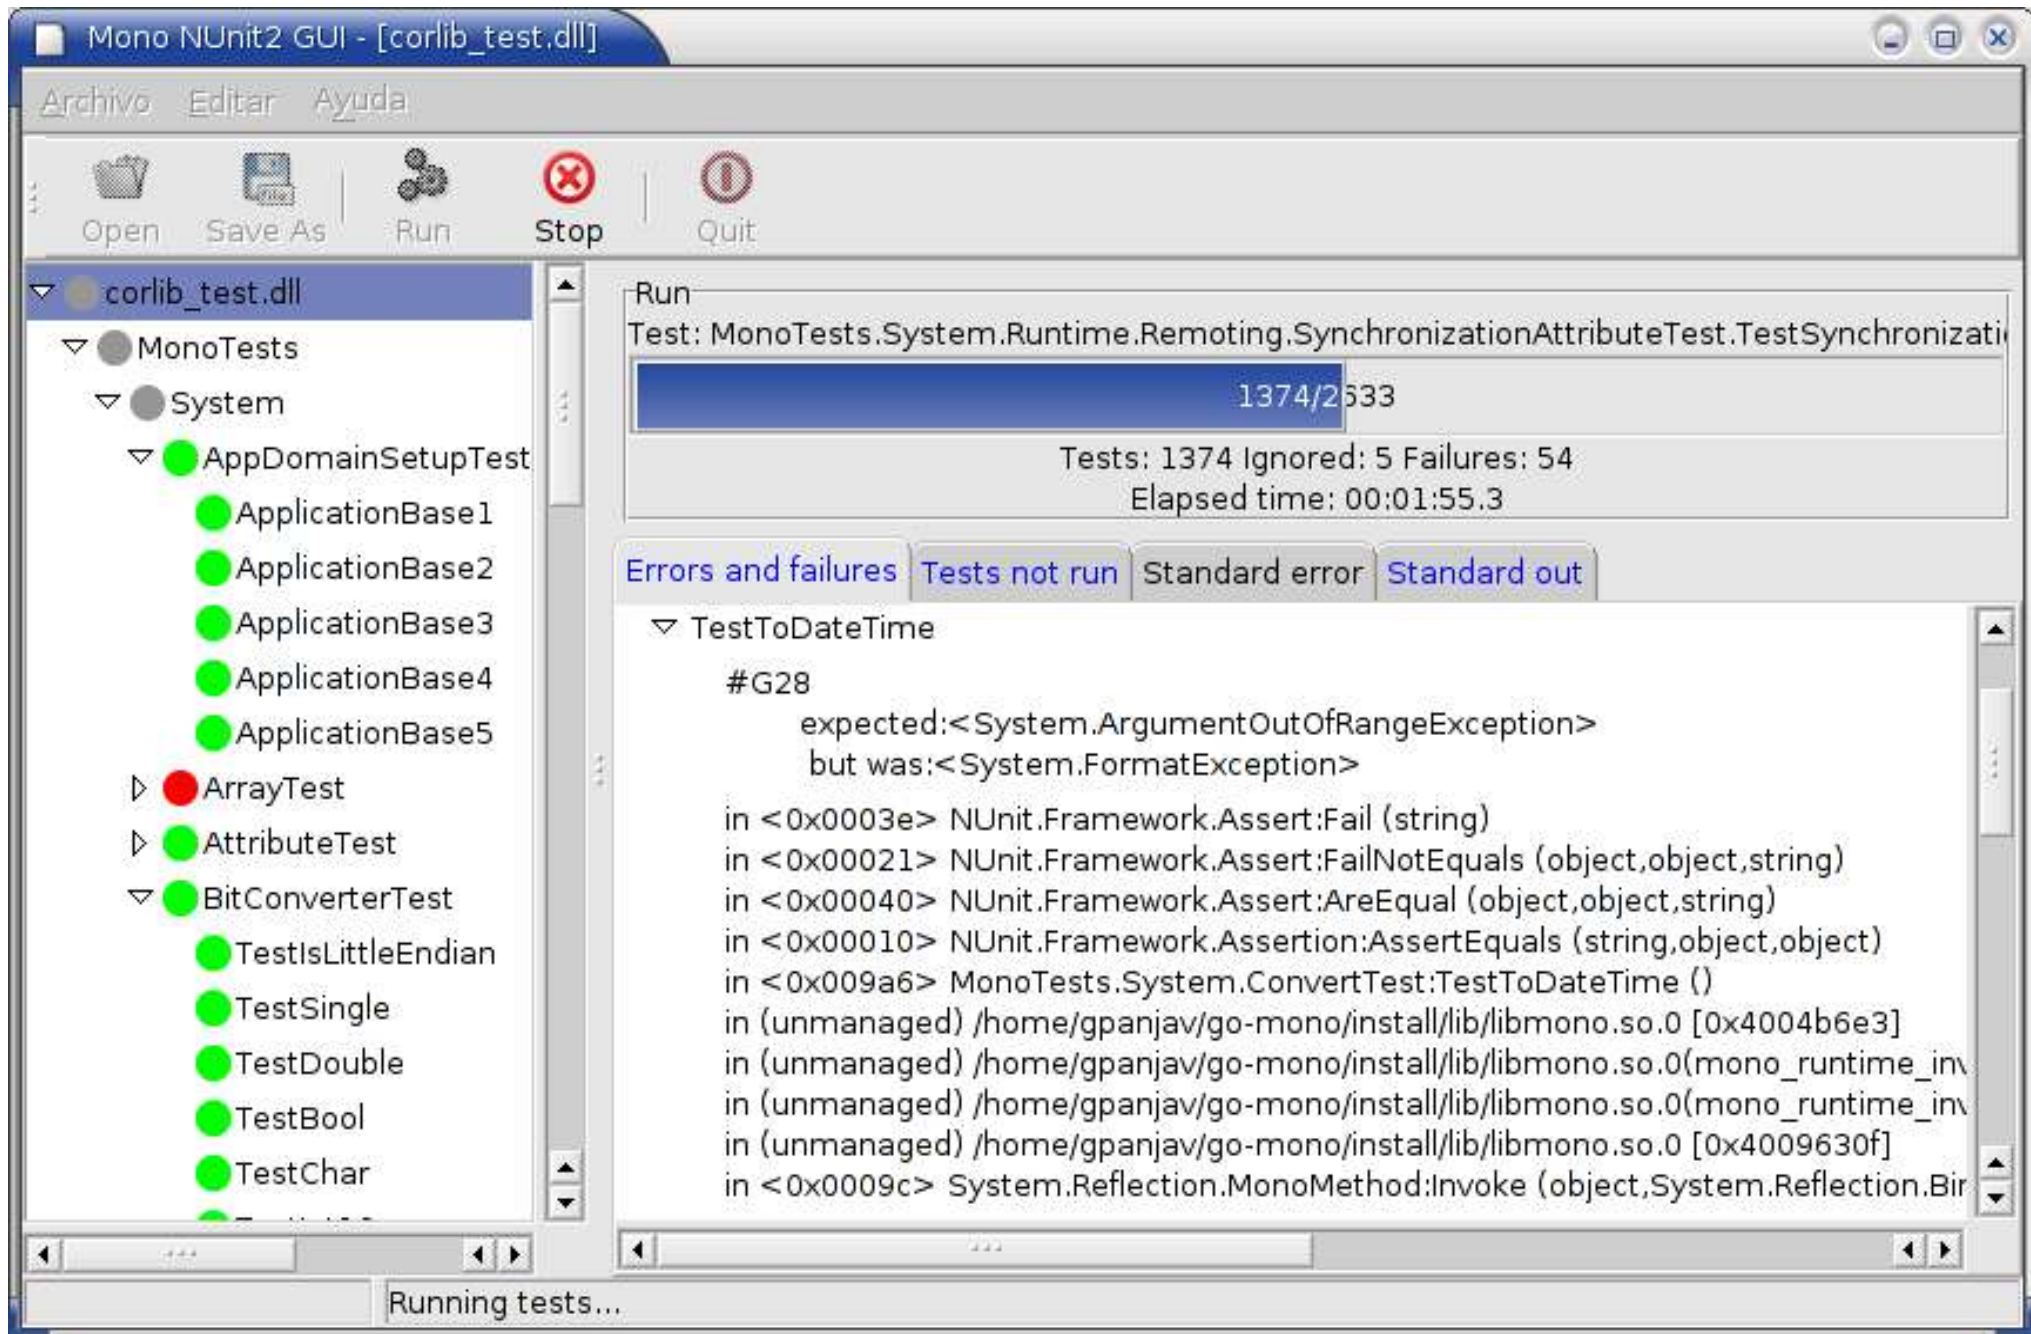 Mono NUnit2 GUI - [corlib_test.dll]
Archivo Editar Ayuda
Open Save As Run Stop Quit
corlib_test.dll
MonoTests
System
AppDomainSetupTest
ApplicationBase1
ApplicationBase2
ApplicationBase3
ApplicationBase4
ApplicationBase5
ArrayTest
AttributeTest
BitConverterTest
TestIsLittleEndian
TestSingle
TestDouble
TestBool
TestChar
Run
Test: MonoTests.System.Runtime.Remoting.SynchronizationAttributeTest.TestSynchronizati
1374/2633
Tests: 1374 Ignored: 5 Failures: 54
Elapsed time: 00:01:55.3
Errors and failures Tests not run Standard error Standard out
TestToDateTime
#G28
expected:<System.ArgumentOutOfRangeException>
but was:<System.FormatException>
in <0x0003e> NUnit.Framework.Assert:Fail (string)
in <0x00021> NUnit.Framework.Assert:FailNotEquals (object,object,string)
in <0x00040> NUnit.Framework.Assert:AreEqual (object,object,string)
in <0x00010> NUnit.Framework.Assertion:AssertEquals (string,object,object)
in <0x009a6> MonoTests.System.ConvertTest:TestToDateTime ()
in (unmanaged) /home/gpanjav/go-mono/install/lib/libmono.so.0 [0x4004b6e3]
in (unmanaged) /home/gpanjav/go-mono/install/lib/libmono.so.0(mono_runtime_inv
in (unmanaged) /home/gpanjav/go-mono/install/lib/libmono.so.0(mono_runtime_inv
in (unmanaged) /home/gpanjav/go-mono/install/lib/libmono.so.0 [0x4009630f]
in <0x0009c> System.Reflection.MonoMethod:Invoke (object,System.Reflection.Bin
Running tests...